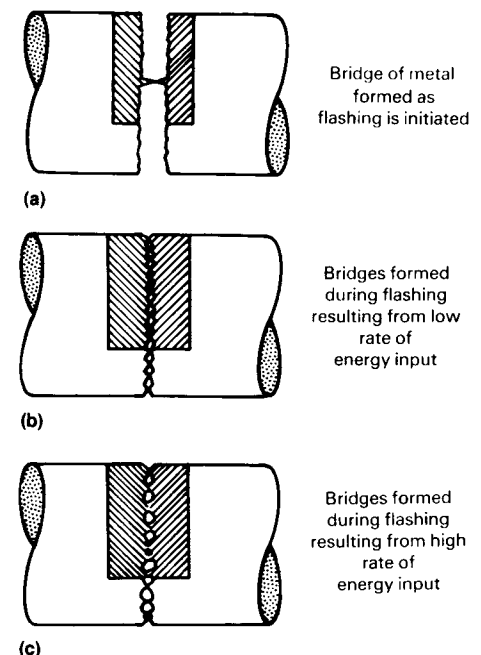 Bridge of metal
formed as
flashing is initiated
(a)
Bridges formed
during flashing
resulting from low
rate of
energy input
(b)
Bridges formed
during flashing
resulting from high
rate of
energy input
(c)